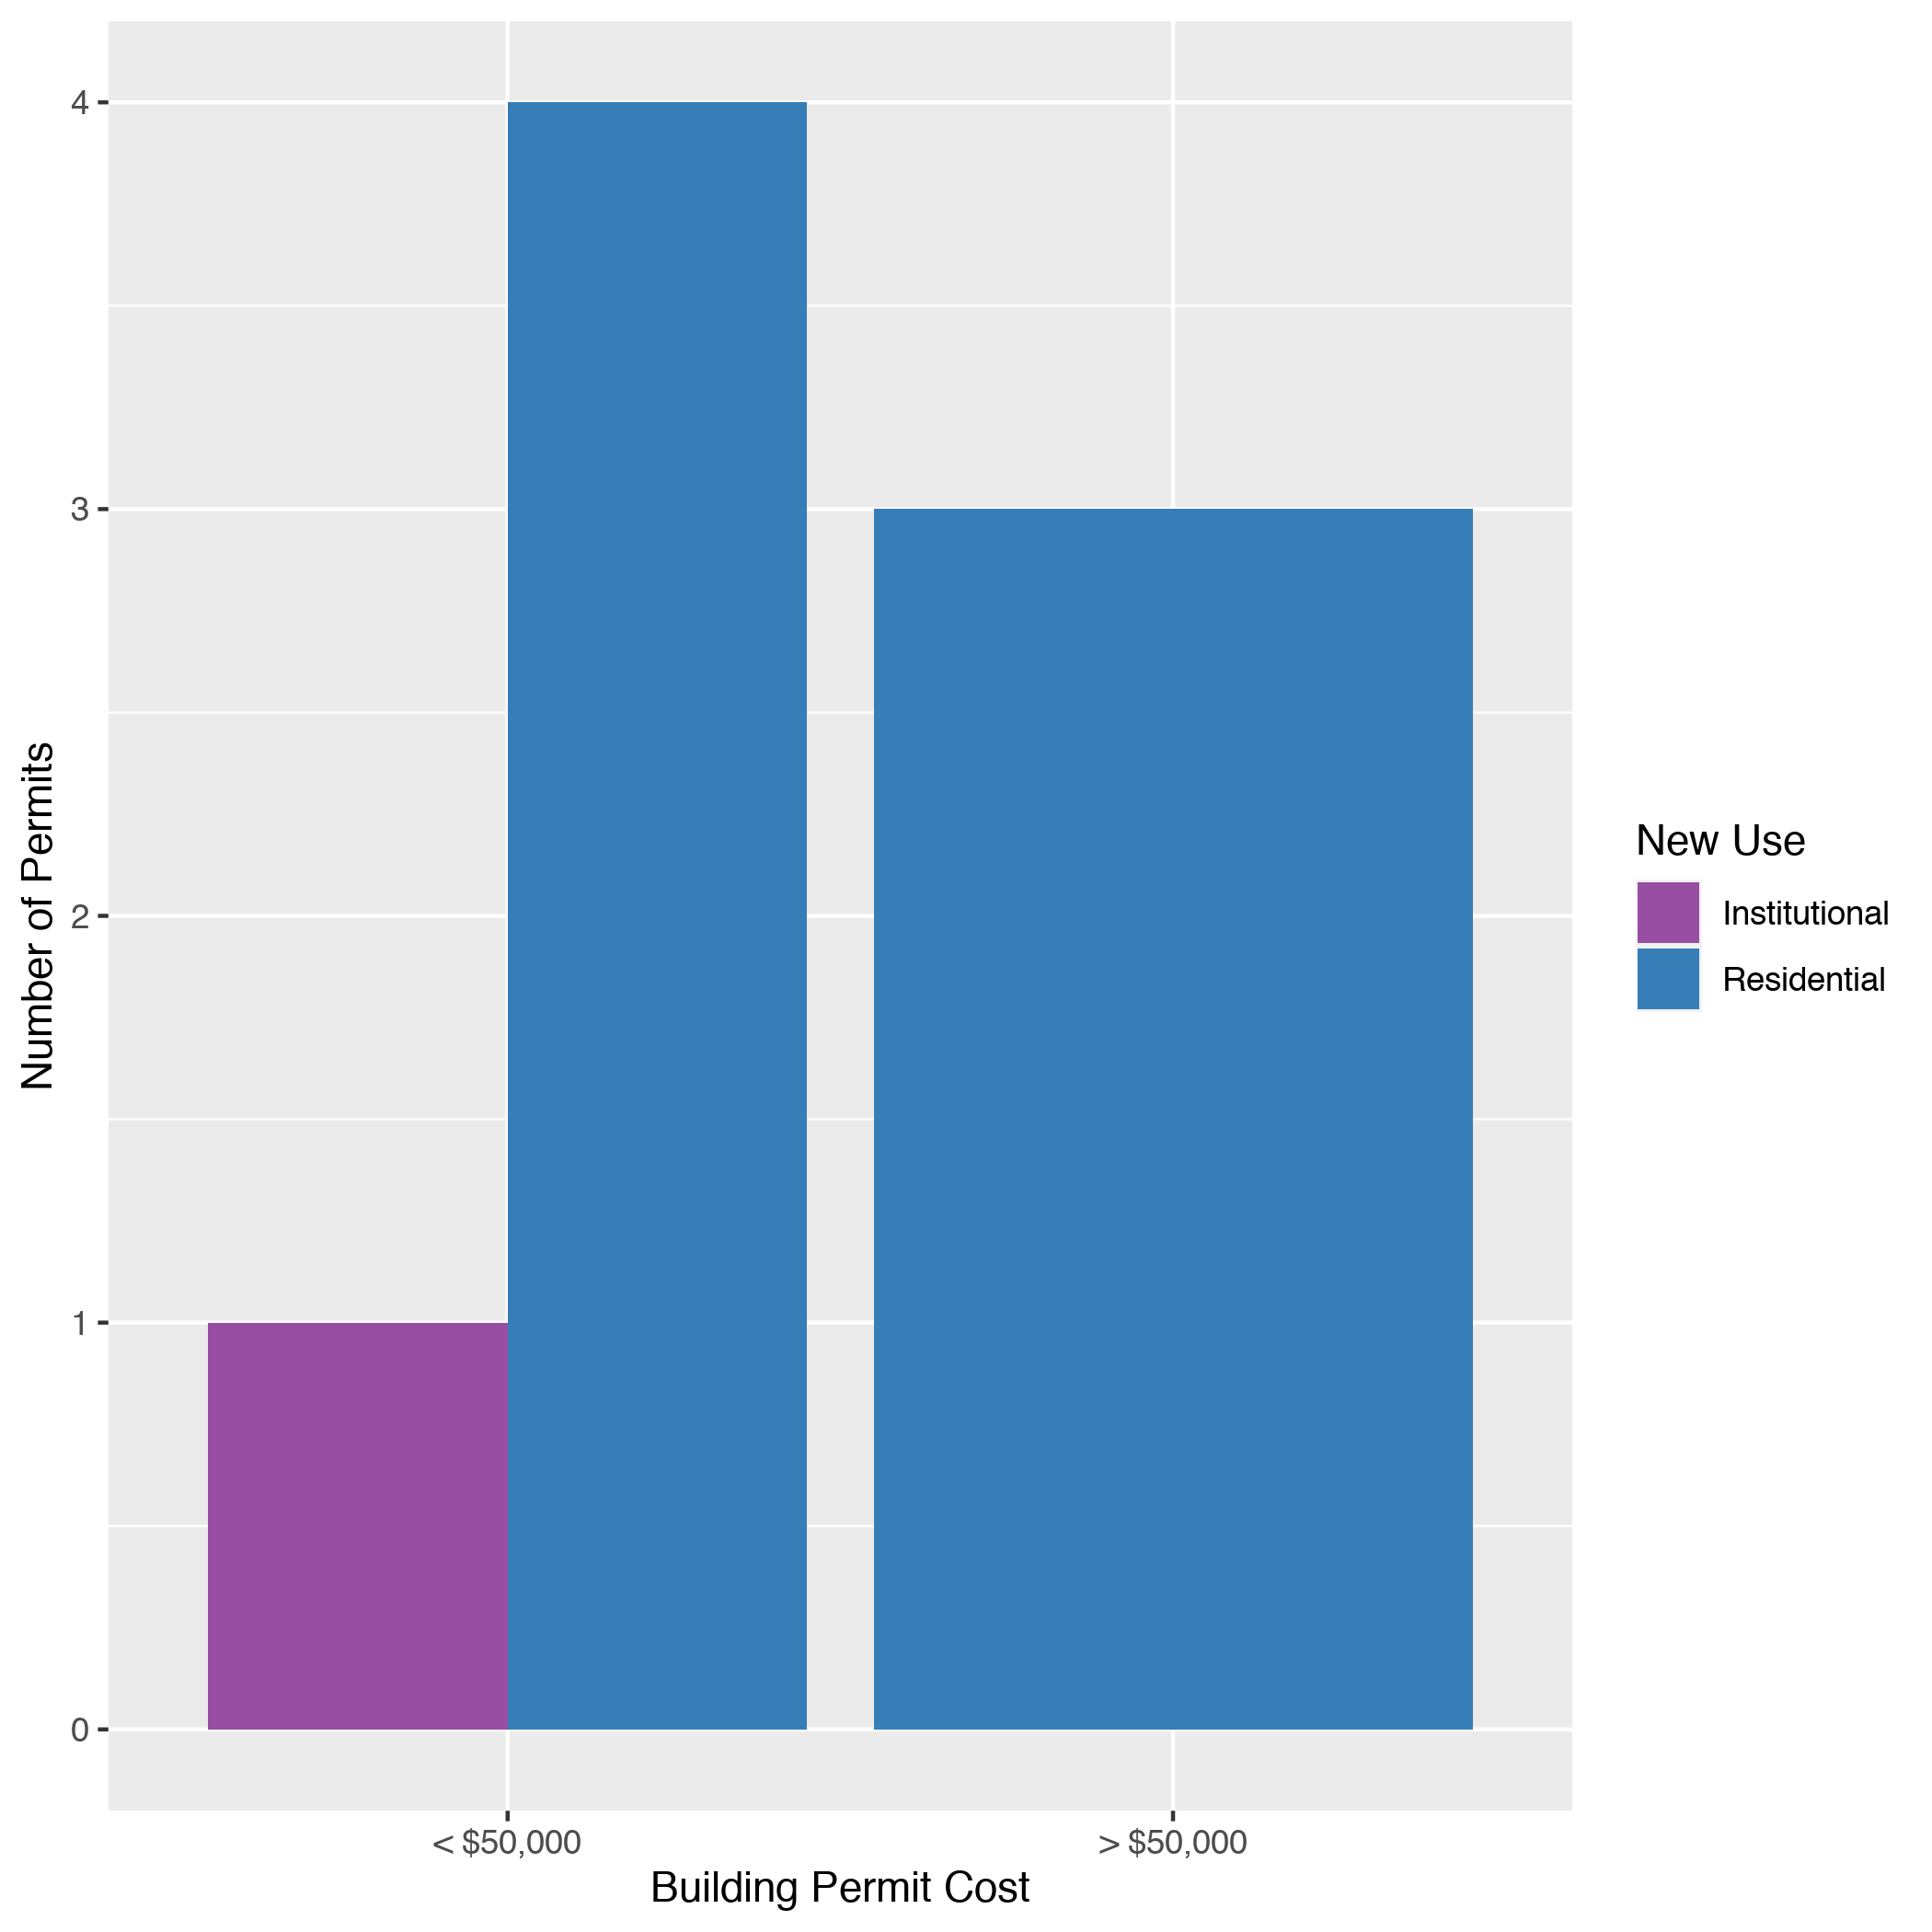 4
3
2
1
0
Number of Permits
< $50,000
> $50,000
Building Permit Cost
New Use
Institutional
Residential